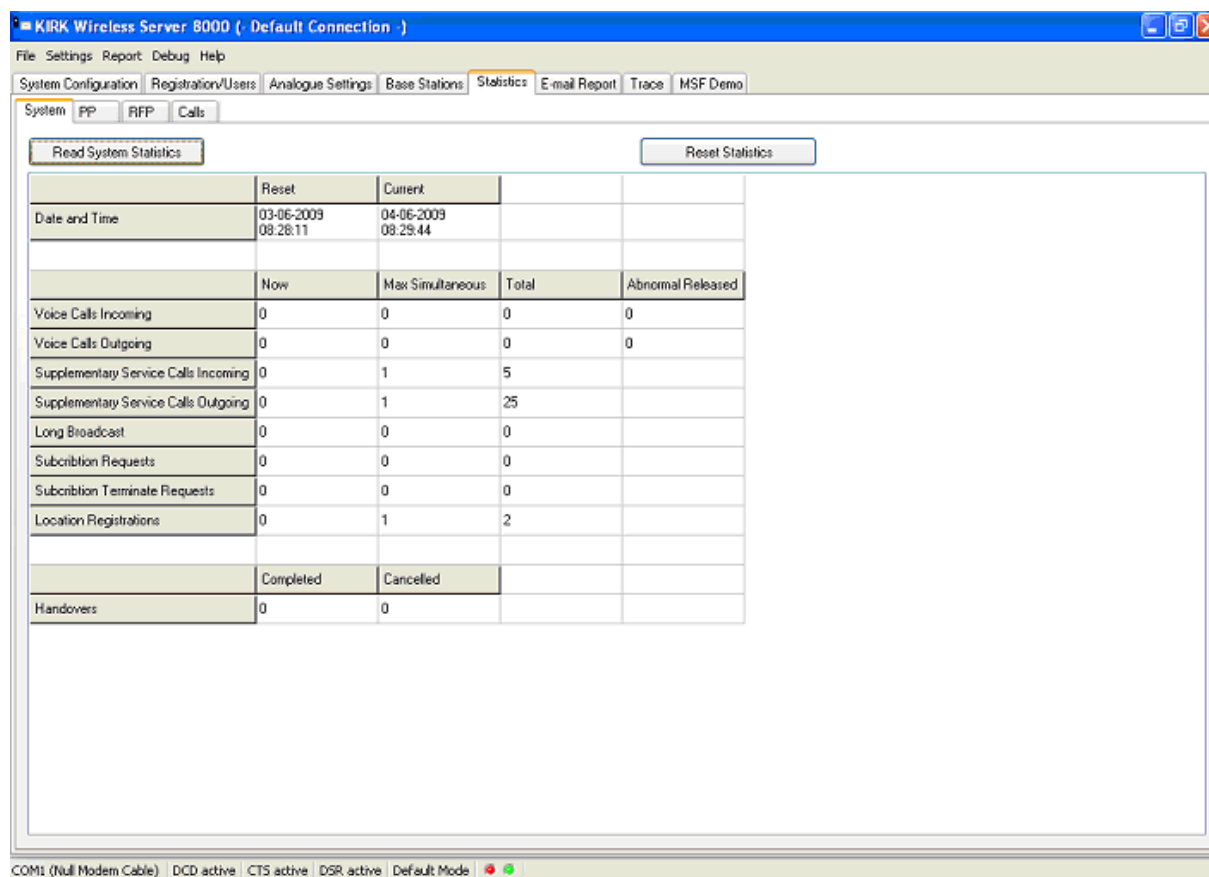 KIRK Wireless Server 8000 (- Default Connection -)
File Settings Report Debug Help
System Configuration Registration/Users Analogue Settings Base Stations Statistics E-mail Report Trace MSF Demo
System PP RFP Calls
Read System Statistics Reset Statistics
Reset Current
Date and Time 03-06-2009 08:28:11 04-06-2009 08:29:44
Now Max Simultaneous Total Abnormal Released
Voice Calls Incoming 0 0 0 0
Voice Calls Outgoing 0 0 0 0
Supplementary Service Calls Incoming 0 1 5
Supplementary Service Calls Outgoing 0 1 25
Long Broadcast 0 0 0
Subcribtion Requests 0 0 0
Subcribtion Terminate Requests 0 0 0
Location Registrations 0 1 2
Completed Cancelled
Handovers 0 0
COM1 (Null Modem Cable) DCD active CTS active DSR active Default Mode